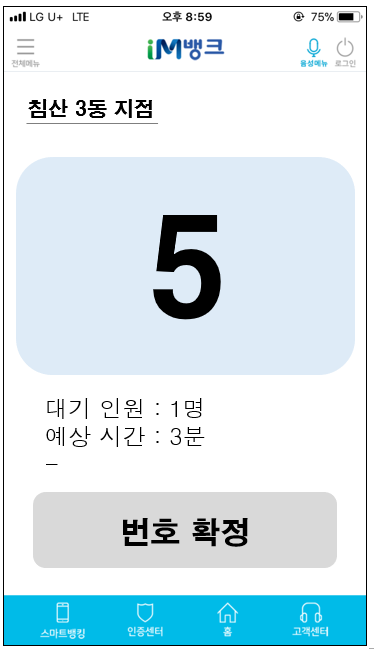 LG U+ LTE 오후 8:59 75%
전체메뉴 iM뱅크 음성메뉴 로그인
침산 3동 지점
5
대기 인원 : 1명
예상 시간 : 3분
–
번호 확정
스마트뱅킹 인증센터 홈 고객센터